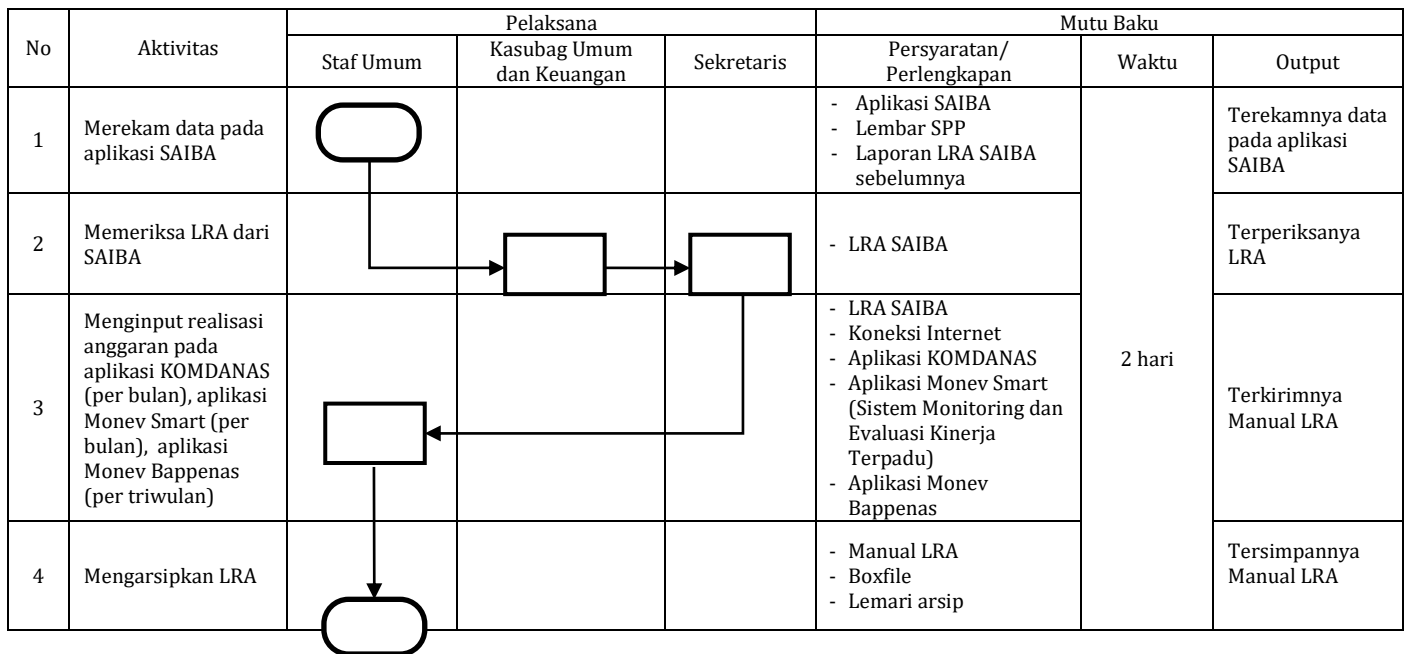 No
Aktivitas
Pelaksana
Mutu Baku
Staf Umum
Kasubag Umum
dan Keuangan
Sekretaris
Persyaratan/
Perlengkapan
Waktu
Output
1
Merekam data pada
aplikasi SAIBA
- Aplikasi SAIBA
- Lembar SPP
- Laporan LRA SAIBA
sebelumnya
2 hari
Terekamnya data
pada aplikasi
SAIBA
2
Memeriksa LRA dari
SAIBA
- LRA SAIBA
Terperiksanya
LRA
3
Menginput realisasi
anggaran pada
aplikasi KOMDANAS
(per bulan), aplikasi
Monev Smart (per
bulan), aplikasi
Monev Bappenas
(per triwulan)
- LRA SAIBA
- Koneksi Internet
- Aplikasi KOMDANAS
- Aplikasi Monev Smart
(Sistem Monitoring dan
Evaluasi Kinerja
Terpadu)
- Aplikasi Monev
Bappenas
Terkirimnya
Manual LRA
4
Mengarsipkan LRA
- Manual LRA
- Boxfile
- Lemari arsip
Tersimpannya
Manual LRA